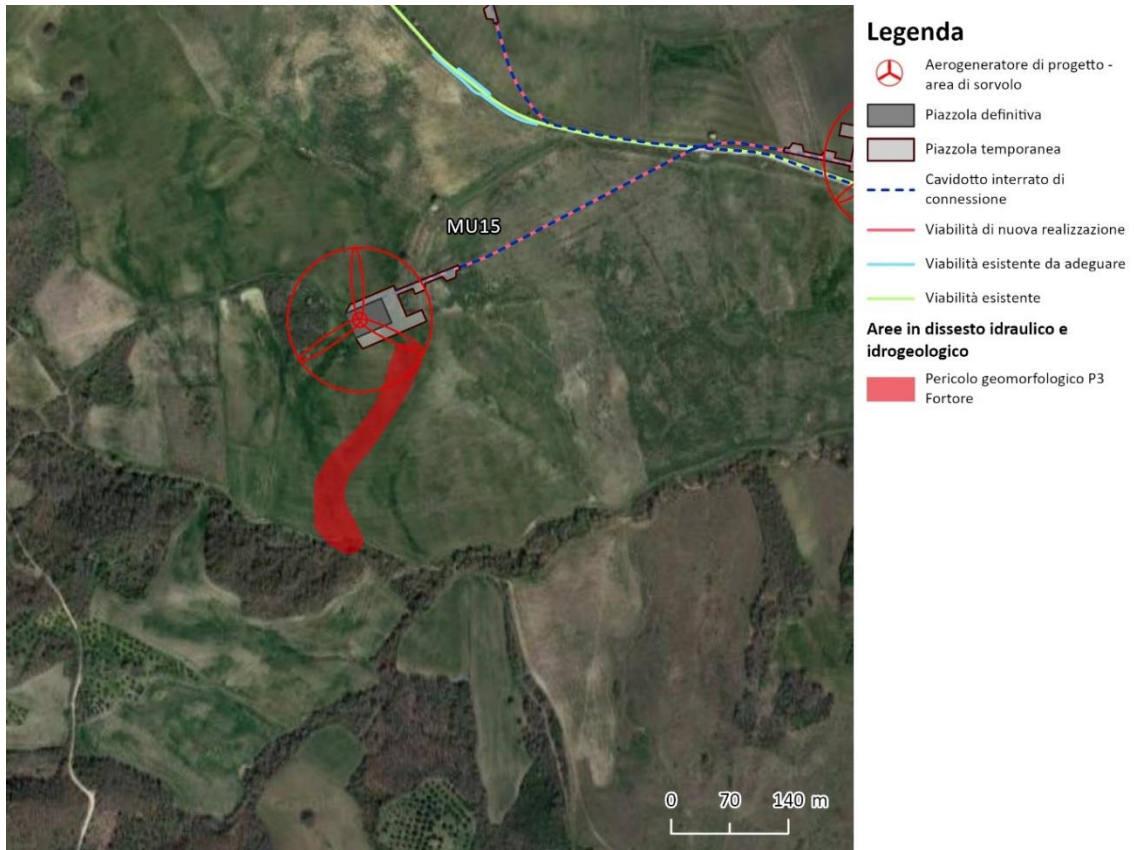 MU15
0 70 140 m
Legenda
Aerogeneratore di progetto -
area di sorvolo
Piazzola definitiva
Piazzola temporanea
Cavidotto interrato di
connessione
Viabilità di nuova realizzazione
Viabilità esistente da adeguare
Viabilità esistente
Aree in dissesto idraulico e
idrogeologico
Pericolo geomorfologico P3
Fortore